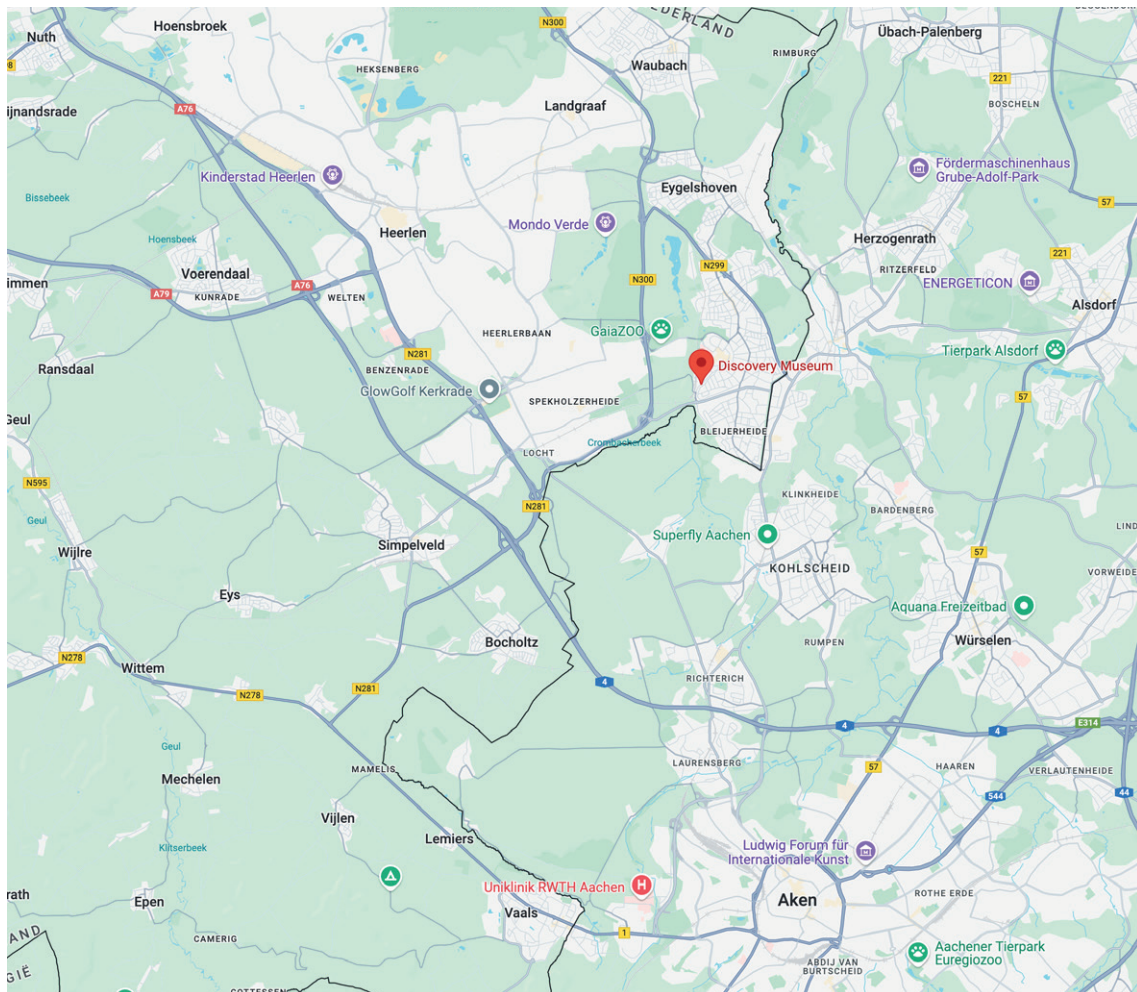 Hoensbroek
Nuth
N300
NEDERLAND
RIMBURG
Übach-Palenberg
HEKSENBERG
Waubach
221
BOSCHELN
A76
ijnandsrade
Landgraaf
Kinderstad Heerlen
Fördermaschinenhaus
Grube-Adolf-Park
Eygelshoven
Bissebeek
57
Mondo Verde
Heerlen
Hoensbeek
Herzogenrath
221
Voerendaal
KUNRADE
A76
N299
RITZERFELD
immen
A79
WELTEN
N300
ENERGETICON
Alsdorf
HEERLERBAAN
GaiaZOO
N281
Tierpark Alsdorf
Ransdaal
BENZENRADE
Discovery Museum
GlowGolf Kerkrade
SPEKHOLZERHEIDE
57
Geul
BLEIJERHEIDE
Crombacherbeek
LOCHT
N595
KLINKHEIDE
Geul
N281
BARDENBERG
LIND
Superfly Aachen
Wijlre
Simpelveld
57
KOHLSCHEID
VORWEIDE
Eys
Aquana Freizeitbad
Bocholtz
RUMPEN
Würselen
N278
Wittem
RICHTERICH
N278
N281
4
4
4
E314
Geul
LAURENSBERG
57
HAAREN
MAMELIS
VERLAUTENHEIDE
Mechelen
544
44
Vijlen
Lemiers
Ludwig Forum für
Internationale Kunst
Klitserbeek
Uniklinik RWTH Aachen
H
rath
Epen
Aken
ROTHE ERDE
Vaals
1
CAMERIG
Aachener Tierpark
Euregiozoo
ABDIJ VAN
BURTSCHEID
GIË
COTTESSEN